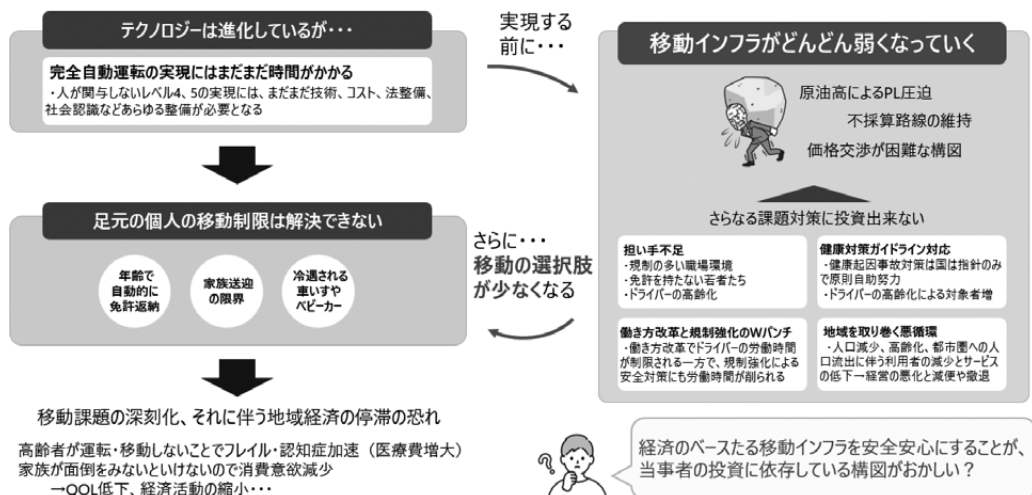 テクノロジーは進化しているが・・・
完全自動運転の実現にはまだまだ時間がかかる
・人が関与しないレベル4、5の実現には、まだまだ技術、コスト、法整備、
社会認識などあらゆる整備が必要となる
実現する
前に・・・
移動インフラがどんどん弱くなっていく
原油高によるPL圧迫
不採算路線の維持
価格交渉が困難な構図
さらなる課題対策に投資出来ない
担い手不足
・規制の多い職場環境
・免許を持たない若者たち
・ドライバーの高齢化
健康対策ガイドライン対応
・健康起因事故対策は国は指針のみ
で原則自助努力
・ドライバーの高齢化による対象者増
働き方改革と規制強化のWパンチ
・働き方改革でドライバーの労働時間
が制限される一方で、規制強化による
安全対策にも労働時間が削られる
地域を取り巻く悪循環
・人口減少、高齢化、都市圏への人
口流出に伴う利用者の減少とサービス
の低下→経営の悪化と減便や撤退
さらに・・・
移動の選択肢
が少なくなる
足元の個人の移動制限は解決できない
年齢で
自動的に
免許返納
家族送迎
の限界
冷遇される
車いすや
ベビーカー
移動課題の深刻化、それに伴う地域経済の停滞の恐れ
高齢者が運転・移動しないことでフレイル・認知症加速（医療費増大）
家族が面倒をみないといけないので消費意欲減少
→QOL低下、経済活動の縮小・・・
?
経済のベースたる移動インフラを安全安心にすることが、
当事者の投資に依存している構図がおかしい？